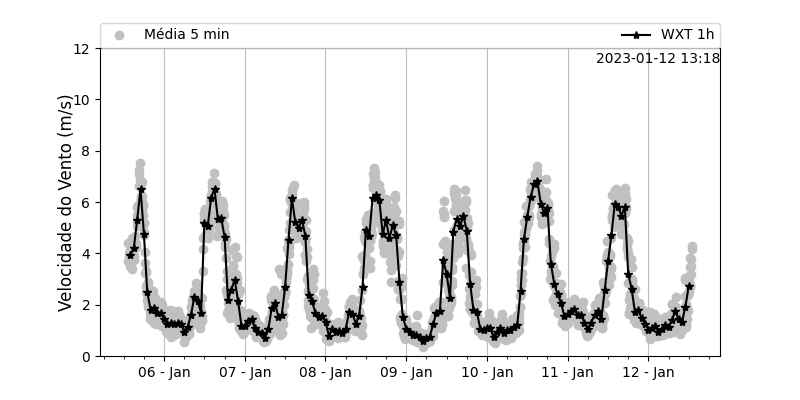 Média 5 min
WXT 1h
2023-01-12 13:18
Velocidade do Vento (m/s)
12
10
8
6
4
2
0
06 - Jan
07 - Jan
08 - Jan
09 - Jan
10 - Jan
11 - Jan
12 - Jan